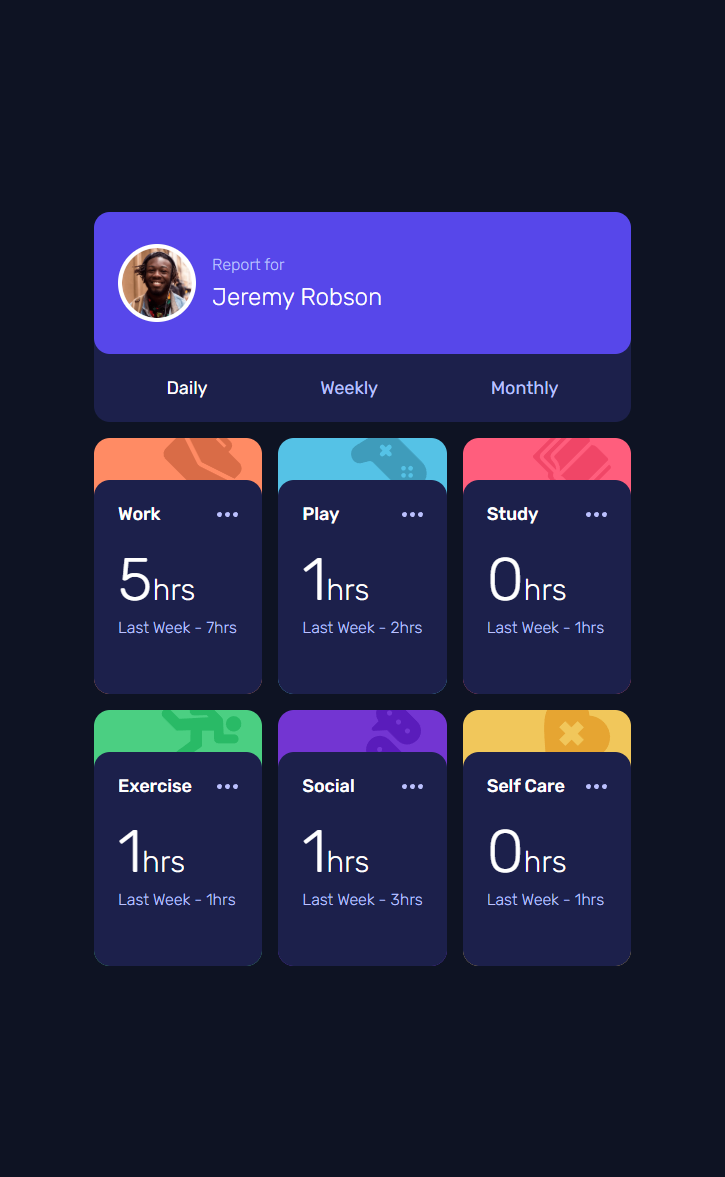 Report for
Jeremy Robson
Daily Weekly Monthly
Work
5hrs
Last Week - 7hrs
Play
1hrs
Last Week - 2hrs
Study
0hrs
Last Week - 1hrs
Exercise
1hrs
Last Week - 1hrs
Social
1hrs
Last Week - 3hrs
Self Care
0hrs
Last Week - 1hrs